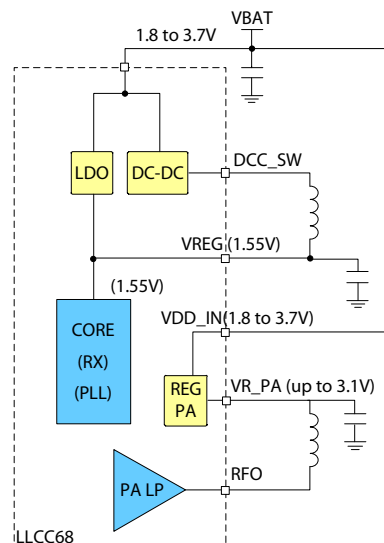 VBAT
1.8 to 3.7V
LDO
DC-DC
DCC_SW
VREG (1.55V)
(1.55V)
CORE
(RX)
(PLL)
VDD_IN(1.8 to 3.7V)
REG
PA
VR_PA (up to 3.1V)
PA LP
RFO
LLCC68